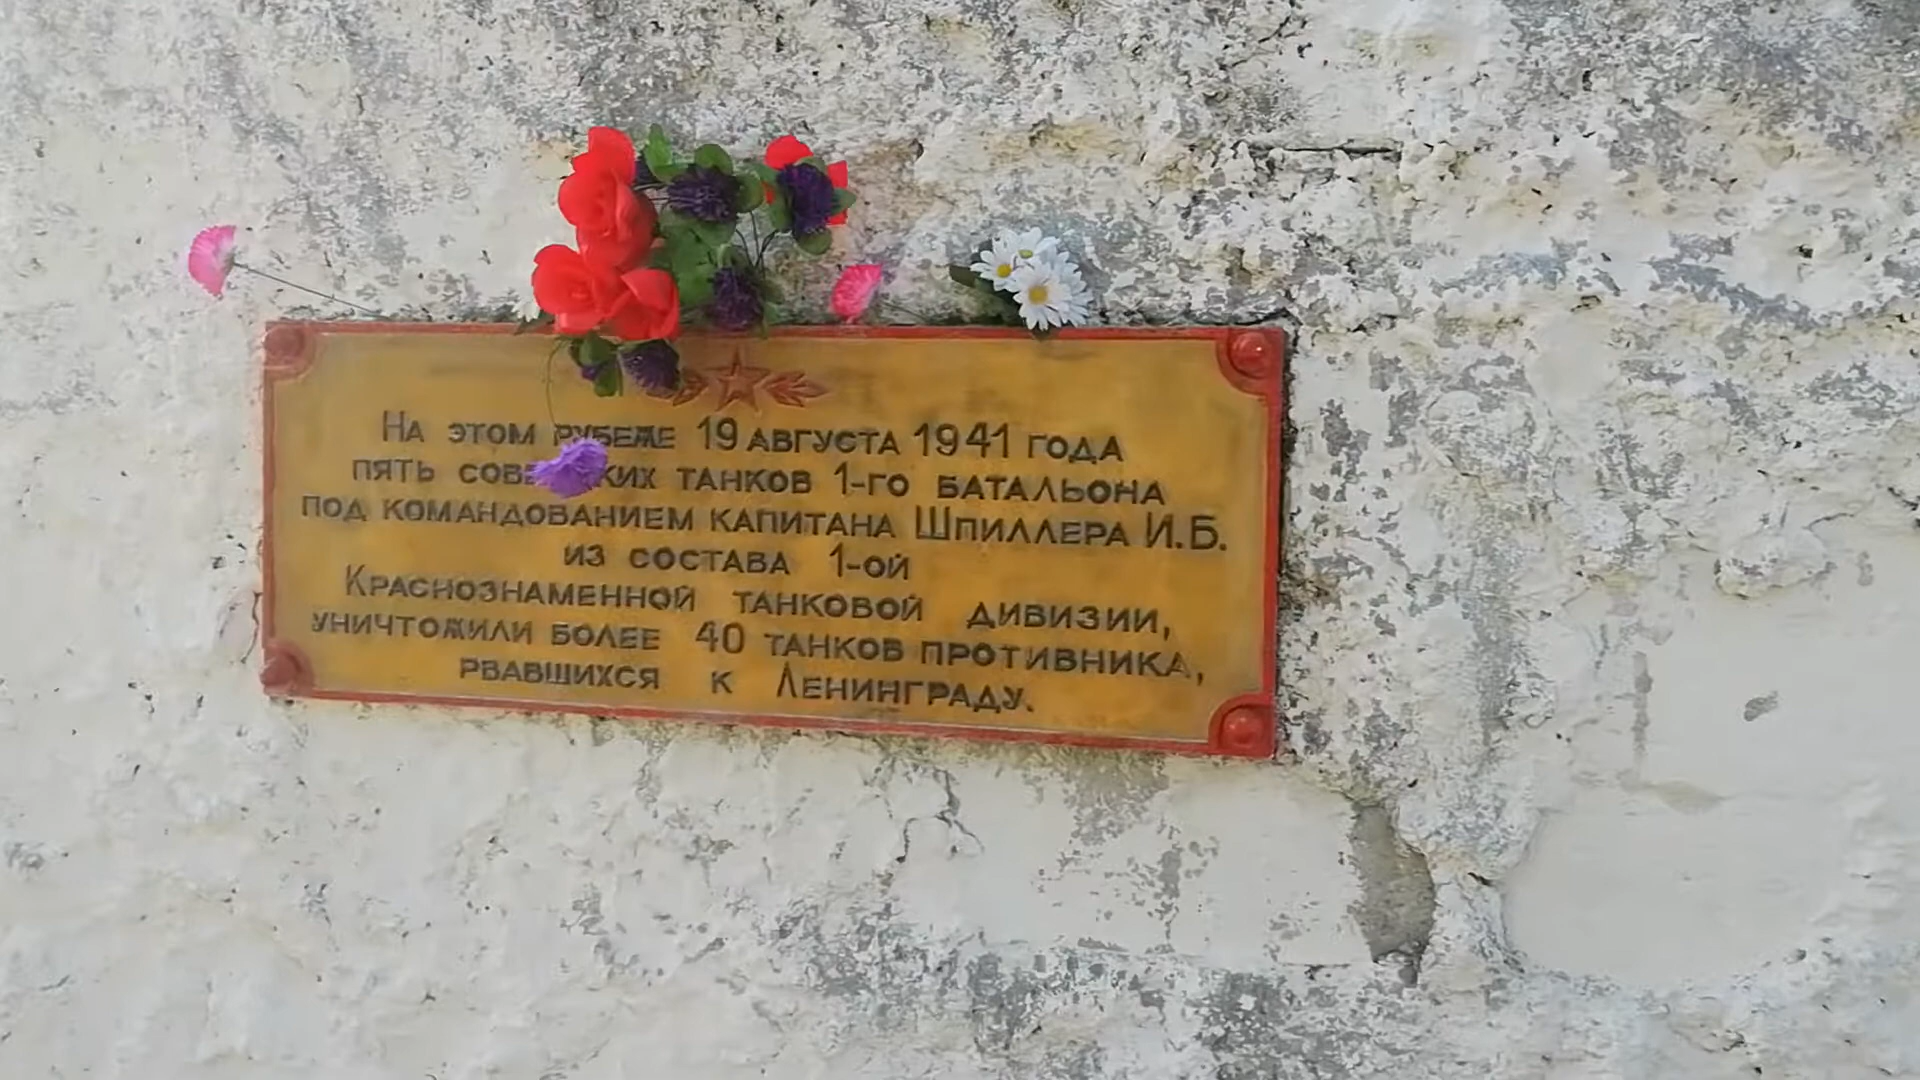 На этом рубеже 19 августа 1941 года
пять советских танков 1-го батальона
под командованием капитана Шпиллера И.Б.
из состава 1-ой
Краснознаменной танковой дивизии,
уничтожили более 40 танков противника,
рвавшихся к Ленинграду.